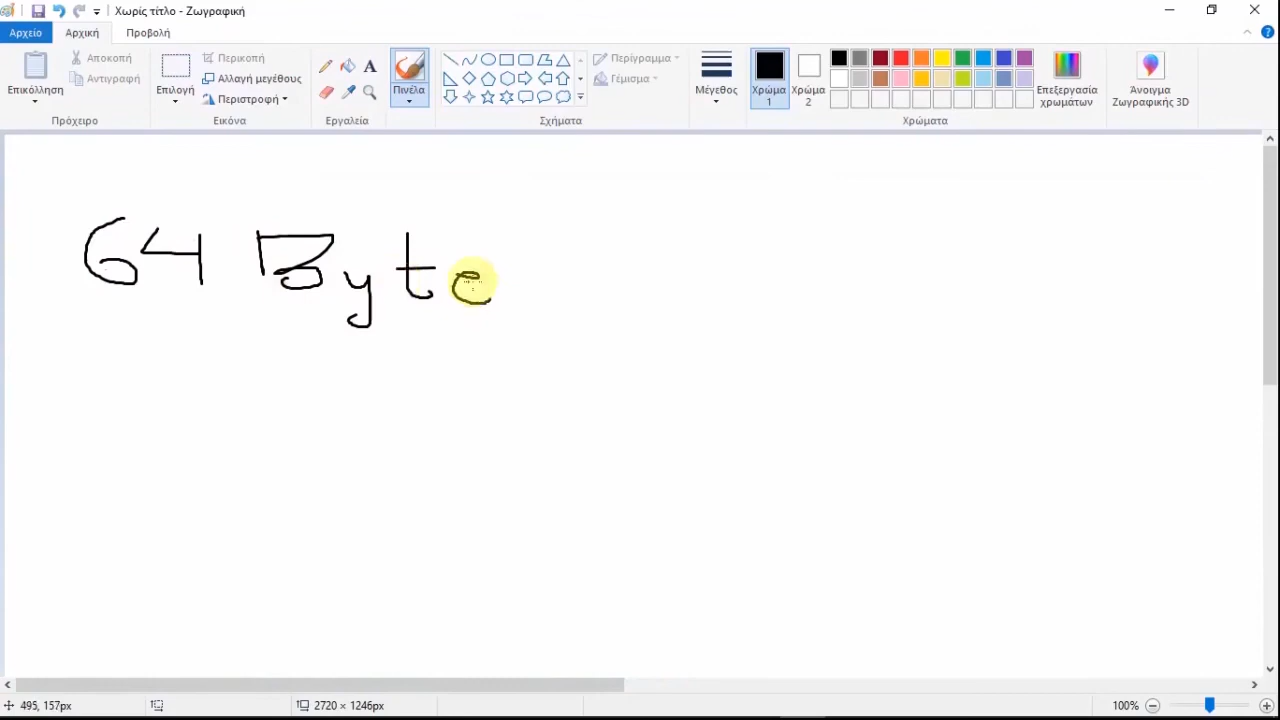 Χωρίς τίτλο - Ζωγραφική
Αρχείο Αρχική Προβολή
Επικόλληση Αποκοπή Αντιγραφή Πρόχειρο
Επιλογή Περικοπή Αλλαγή μεγέθους Περιστροφή Εικόνα
A Εργαλεία
Πινέλα
Περίγραμμα Γέμισμα Σχήματα
Μέγεθος
Χρώμα 1 Χρώμα 2 Χρώματα
Επεξεργασία χρωμάτων
Άνοιγμα Ζωγραφικής 3D
64 Byte
495, 157px 2720 × 1246px 100%